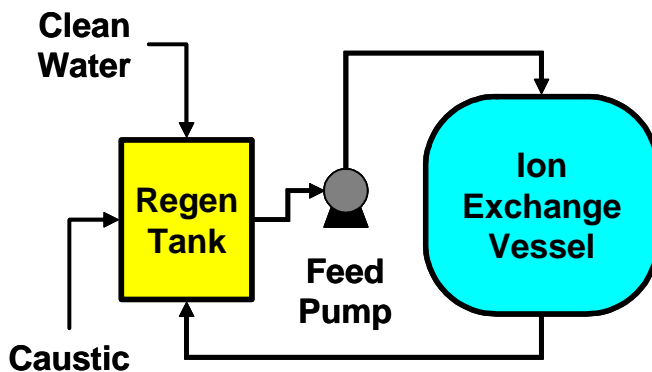 Clean
Water
Regen
Tank
Caustic
Feed
Pump
Ion
Exchange
Vessel